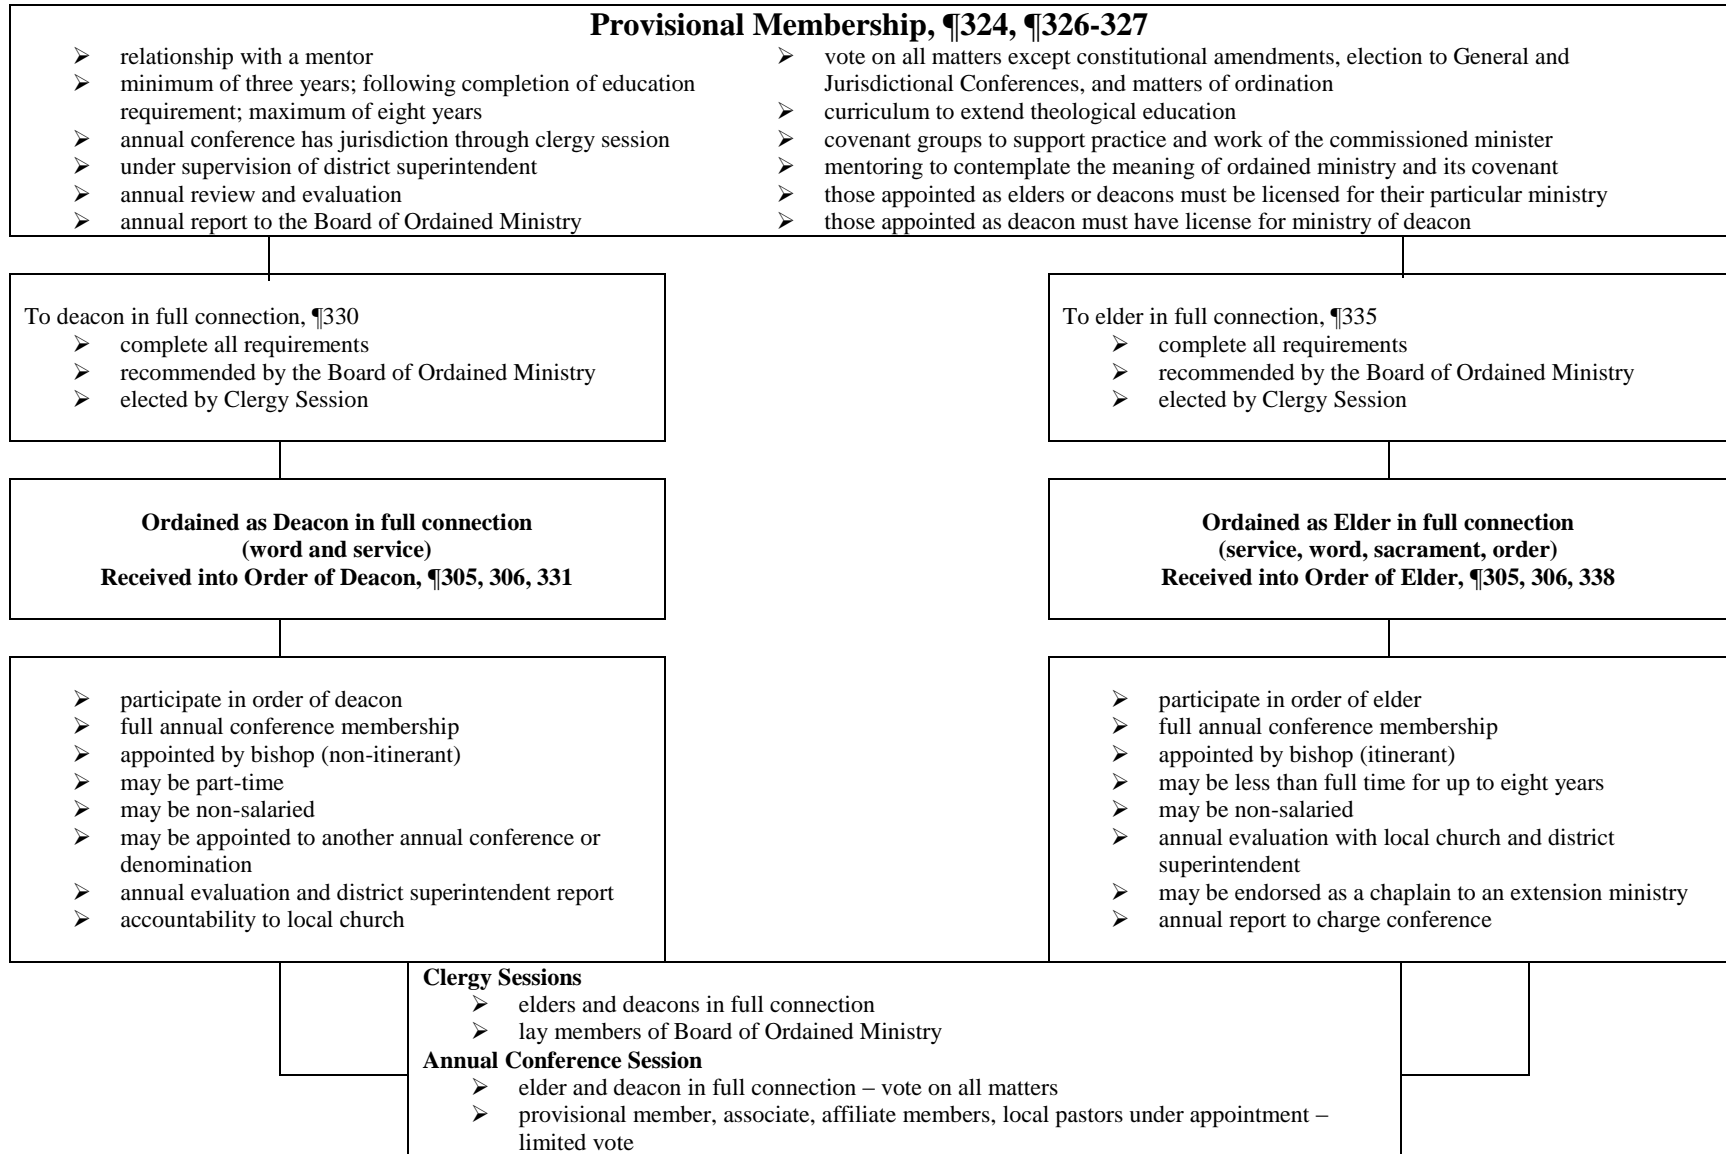 Provisional Membership, ¶324, ¶326-327
➢ relationship with a mentor
➢ minimum of three years; following completion of education
requirement; maximum of eight years
➢ annual conference has jurisdiction through clergy session
➢ under supervision of district superintendent
➢ annual review and evaluation
➢ annual report to the Board of Ordained Ministry
➢ vote on all matters except constitutional amendments, election to General and
Jurisdictional Conferences, and matters of ordination
➢ curriculum to extend theological education
➢ covenant groups to support practice and work of the commissioned minister
➢ mentoring to contemplate the meaning of ordained ministry and its covenant
➢ those appointed as elders or deacons must be licensed for their particular ministry
➢ those appointed as deacon must have license for ministry of deacon
To deacon in full connection, ¶330
➢ complete all requirements
➢ recommended by the Board of Ordained Ministry
➢ elected by Clergy Session
Ordained as Deacon in full connection
(word and service)
Received into Order of Deacon, ¶305, 306, 331
➢ participate in order of deacon
➢ full annual conference membership
➢ appointed by bishop (non-itinerant)
➢ may be part-time
➢ may be non-salaried
➢ may be appointed to another annual conference or
denomination
➢ annual evaluation and district superintendent report
➢ accountability to local church
To elder in full connection, ¶335
➢ complete all requirements
➢ recommended by the Board of Ordained Ministry
➢ elected by Clergy Session
Ordained as Elder in full connection
(service, word, sacrament, order)
Received into Order of Elder, ¶305, 306, 338
➢ participate in order of elder
➢ full annual conference membership
➢ appointed by bishop (itinerant)
➢ may be less than full time for up to eight years
➢ may be non-salaried
➢ annual evaluation with local church and district
superintendent
➢ may be endorsed as a chaplain to an extension ministry
➢ annual report to charge conference
Clergy Sessions
➢ elders and deacons in full connection
➢ lay members of Board of Ordained Ministry
Annual Conference Session
➢ elder and deacon in full connection – vote on all matters
➢ provisional member, associate, affiliate members, local pastors under appointment –
limited vote